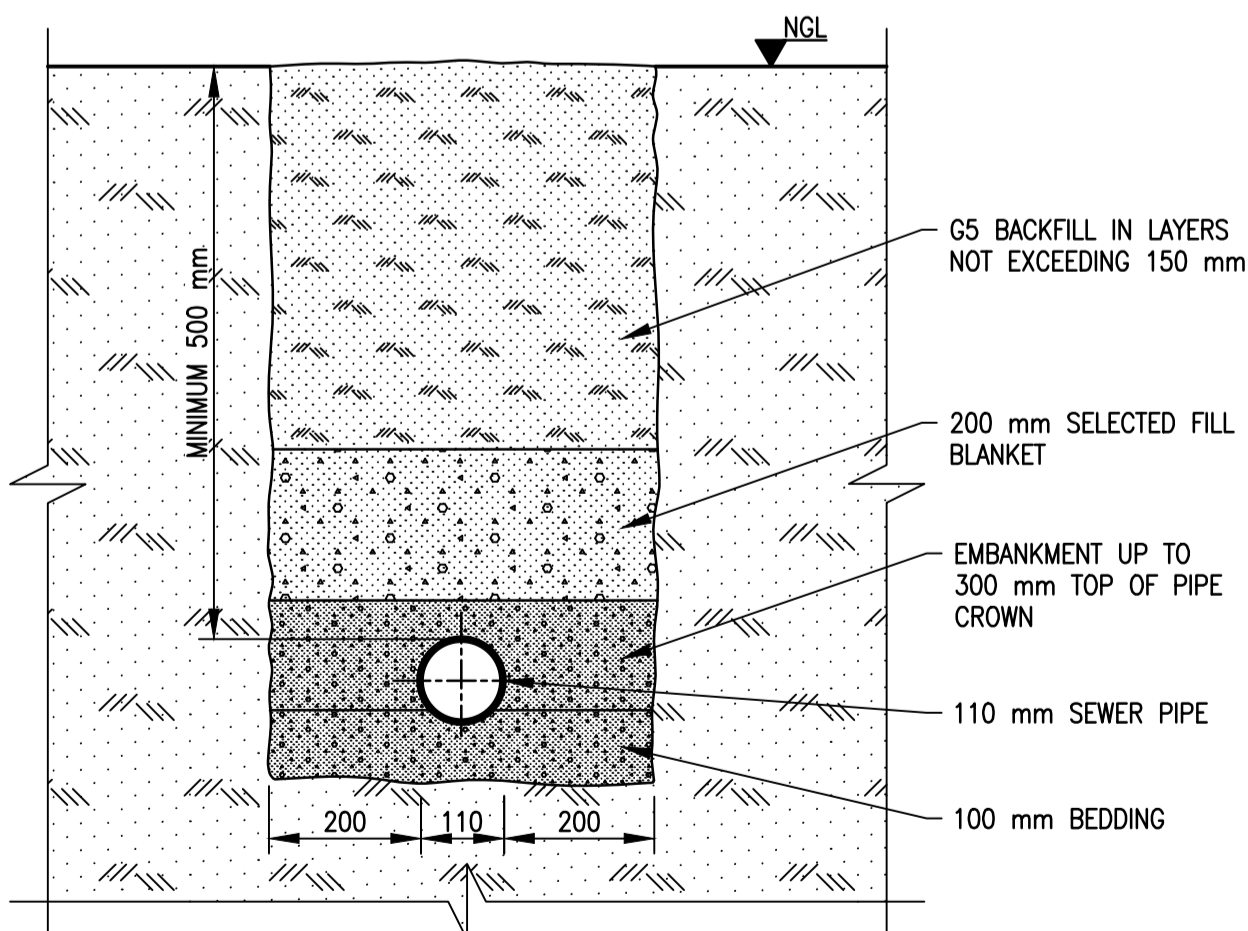 NGL
MINIMUM 500 mm
G5 BACKFILL IN LAYERS
NOT EXCEEDING 150 mm
200 mm SELECTED FILL
BLANKET
EMBANKMENT UP TO
300 mm TOP OF PIPE
CROWN
110 mm SEWER PIPE
100 mm BEDDING
200 110 200